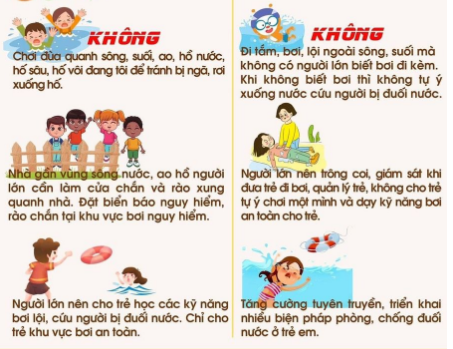 KHÔNG
Chơi đùa quanh sông, suối, ao, hồ nước,
hố sâu, hố vôi đang tôi để tránh bị ngã, rơi
xuống hố.
Nhà gần vùng sông nước, ao hồ người
lớn cần làm cửa chắn và rào xung
quanh nhà. Đặt biển báo nguy hiểm,
rào chắn tại khu vực bơi nguy hiểm.
Người lớn nên cho trẻ học các kỹ năng
bơi lội, cứu người bị đuối nước. Chỉ cho
trẻ khu vực bơi an toàn.
KHÔNG
Đi tắm, bơi, lội ngoài sông, suối mà
không có người lớn biết bơi đi kèm.
Khi không biết bơi thì không tự ý
xuống nước cứu người bị đuối nước.
Người lớn nên trông coi, giám sát khi
đưa trẻ đi bơi, quản lý trẻ, không cho trẻ
tự ý chơi một mình và dạy kỹ năng bơi
an toàn cho trẻ.
Tăng cường tuyên truyền, triển khai
nhiều biện pháp phòng, chống đuối
nước ở trẻ em.